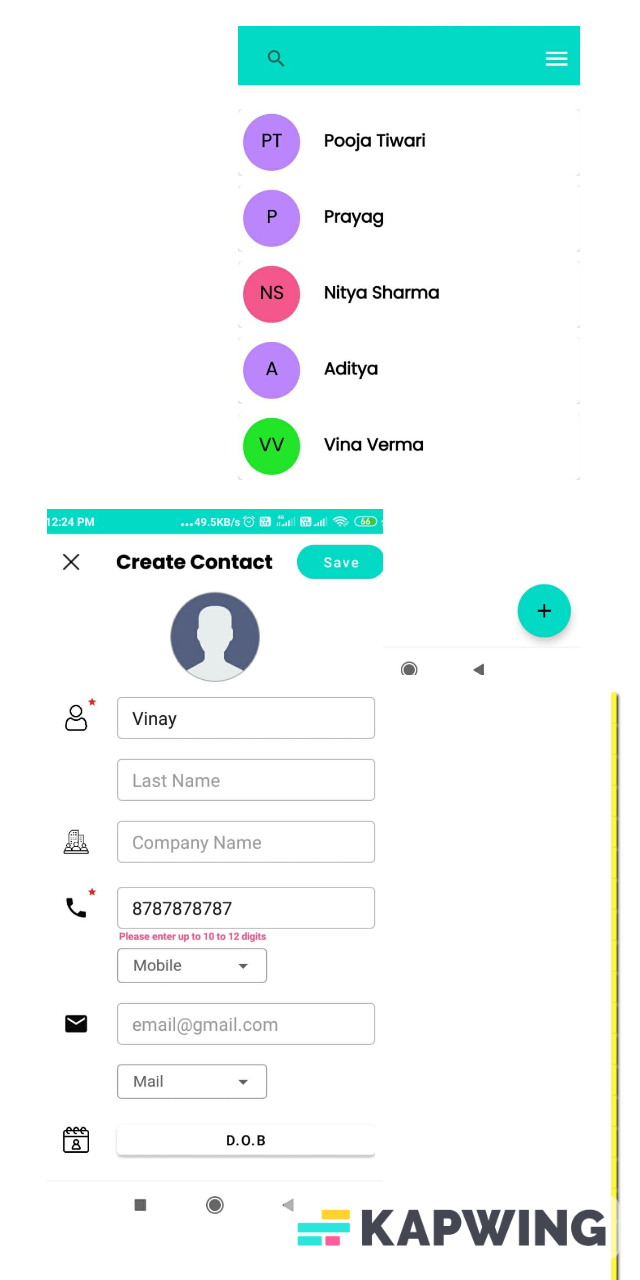 PT Pooja Tiwari
P Prayag
NS Nitya Sharma
A Aditya
VV Vina Verma
12:24 PM ...49.5KB/s 4G 66
Create Contact Save
+
Vinay
Last Name
Company Name
8787878787
Please enter up to 10 to 12 digits
Mobile
email@gmail.com
Mail
D.O.B
KAPWING